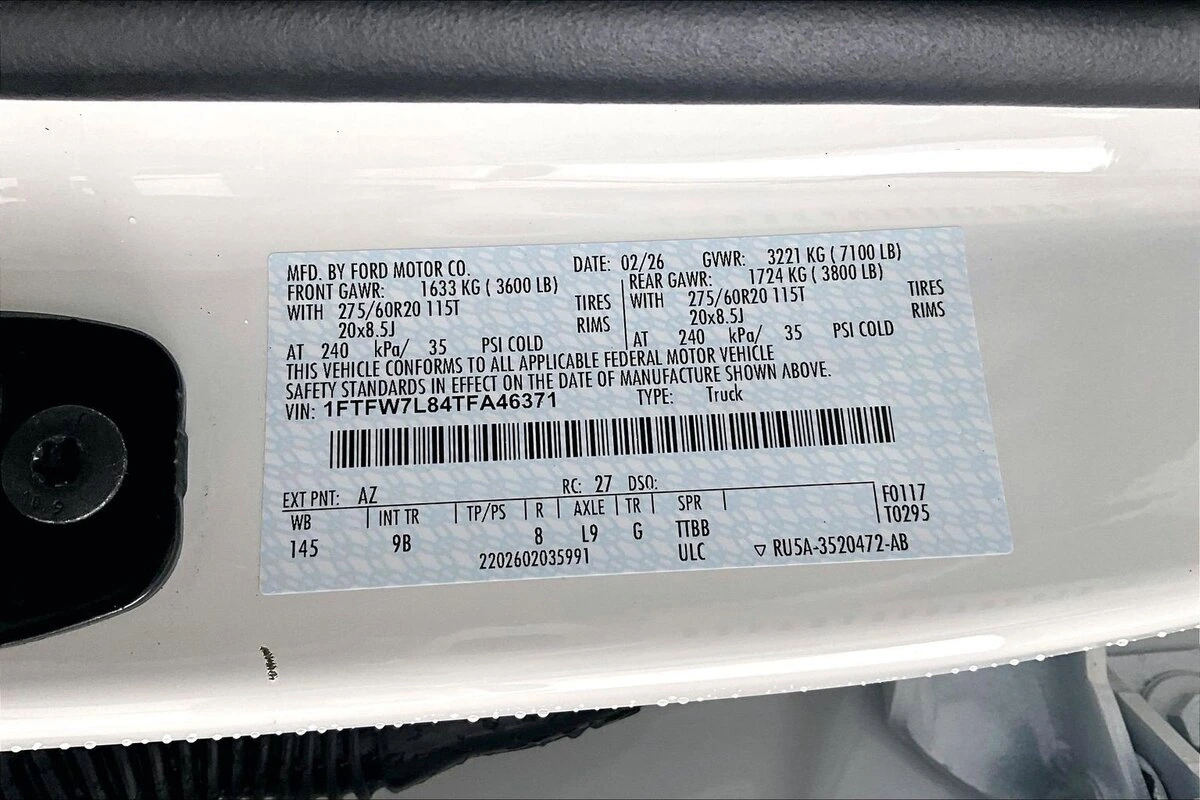 MFD. BY FORD MOTOR CO. DATE: 02/26 GVWR: 3221 KG ( 7100 LB)
FRONT GAWR: 1633 KG ( 3600 LB) REAR GAWR: 1724 KG ( 3800 LB)
WITH 275/60R20 115T TIRES WITH 275/60R20 115T TIRES
20x8.5J RIMS 20x8.5J RIMS
AT 240 kPa/ 35 PSI COLD AT 240 kPa/ 35 PSI COLD
THIS VEHICLE CONFORMS TO ALL APPLICABLE FEDERAL MOTOR VEHICLE
SAFETY STANDARDS IN EFFECT ON THE DATE OF MANUFACTURE SHOWN ABOVE.
VIN: 1FTFW7L84TFA46371 TYPE: Truck
EXT PNT: AZ RC: 27 DSO: F0117
WB INT TR TP/PS R AXLE TR SPR T0295
145 9B 8 L9 G TTBB
2202602035991 ULC ▽ RU5A-3520472-AB